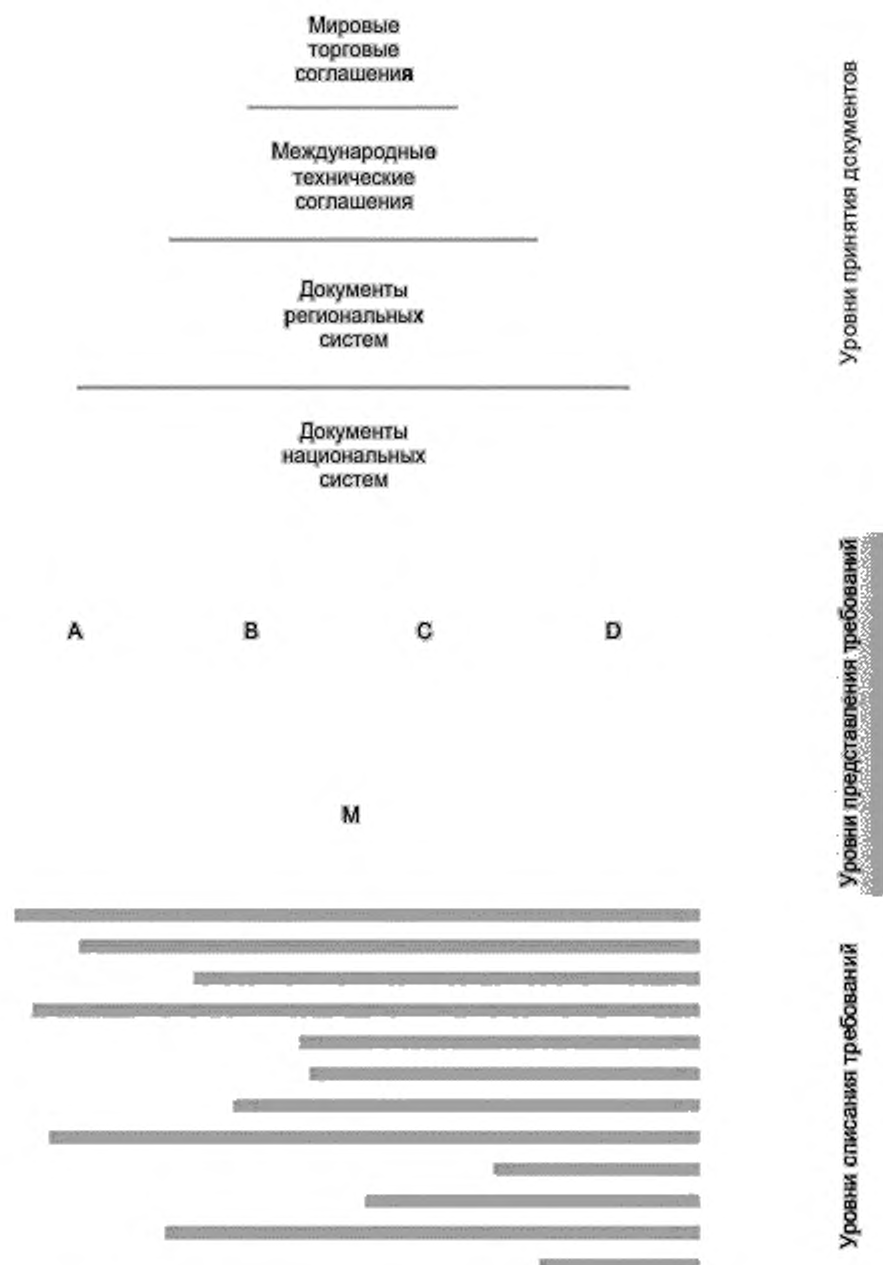 Мировые
торговые
соглашения
Международные
технические
соглашения
Документы
региональных
систем
Документы
национальных
систем
A B C D
M
Уровни принятия документов
Уровни представления требований
Уровни описания требований